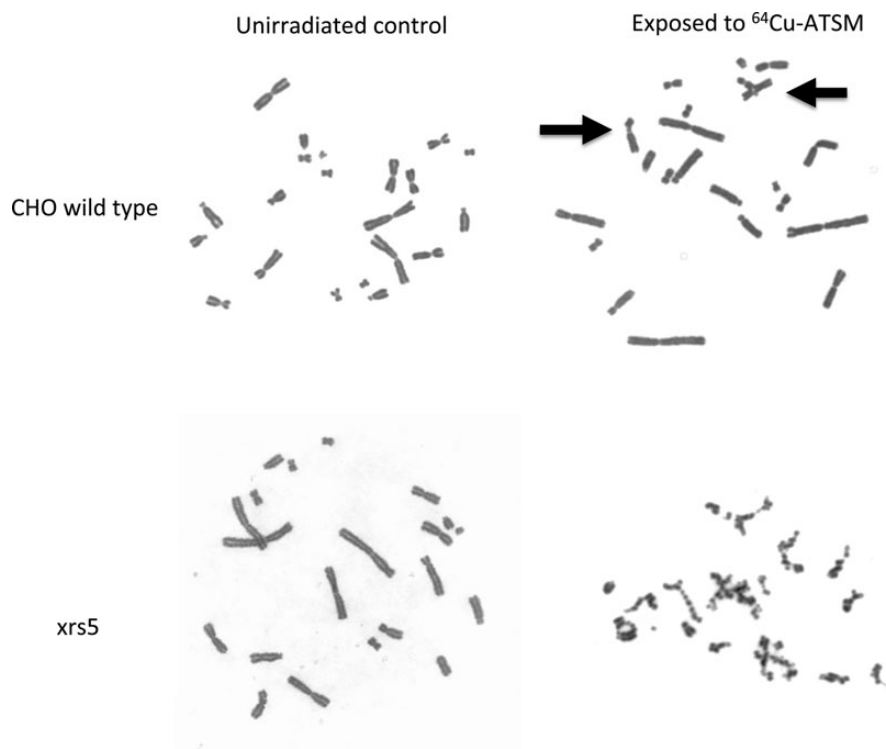 Unirradiated control
Exposed to ⁶⁴Cu-ATSM
CHO wild type
xrs5